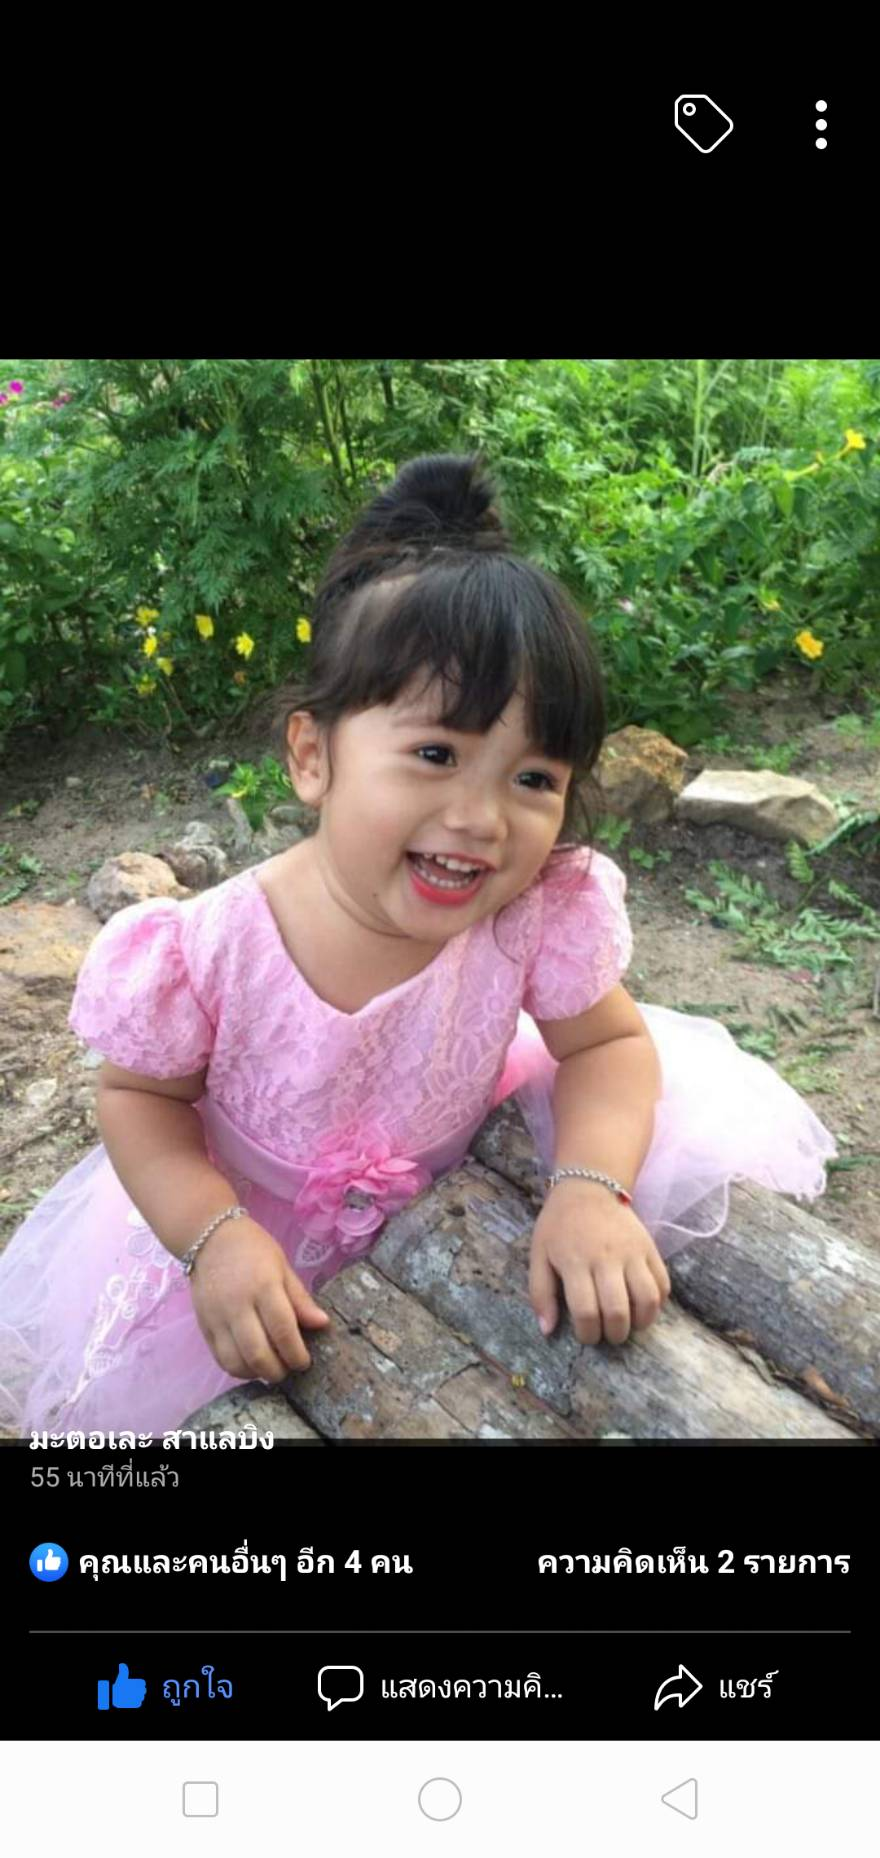 มะตอเละ สาแลบิง
55 นาทีที่แล้ว
คุณและคนอื่นๆ อีก 4 คน
ความคิดเห็น 2 รายการ
ถูกใจ
แสดงความคิ...
แชร์